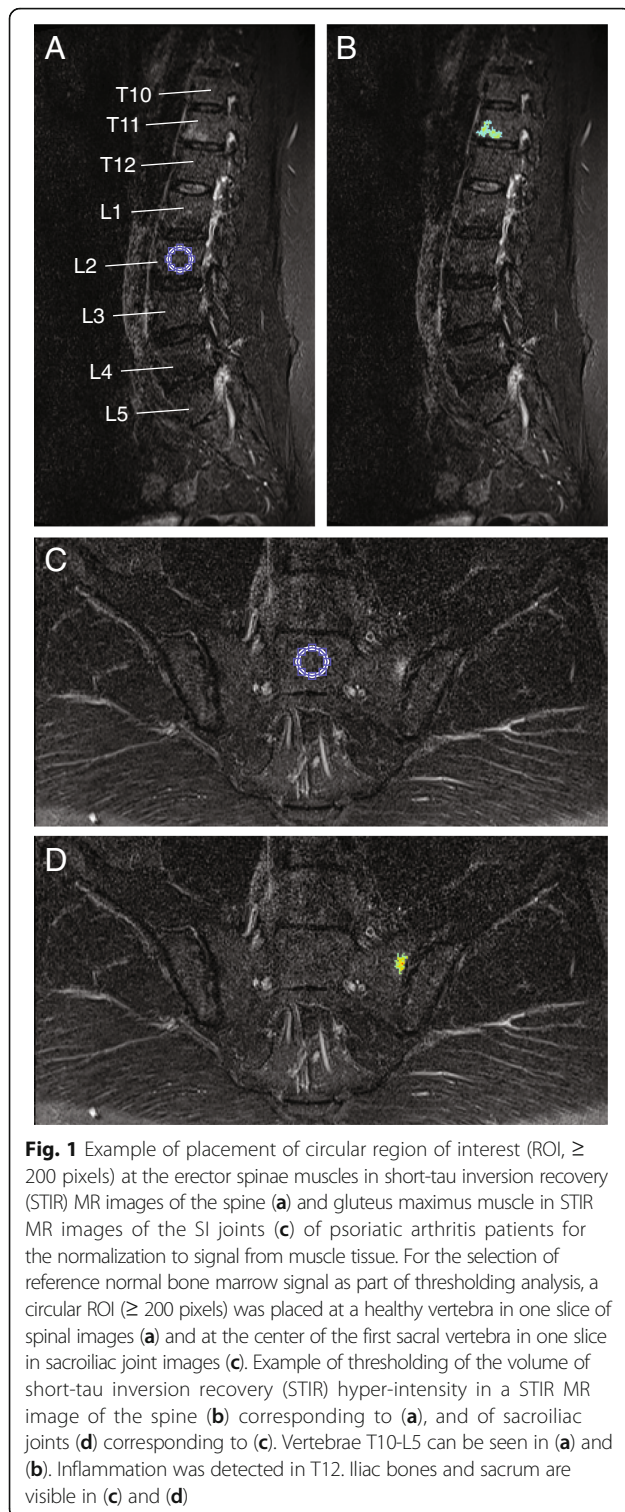 A
B
T10
T11
T12
L1
L2
L3
L4
L5
C
D
Fig. 1 Example of placement of circular region of interest (ROI, ≥
200 pixels) at the erector spinae muscles in short-tau inversion recovery
(STIR) MR images of the spine (a) and gluteus maximus muscle in STIR
MR images of the SI joints (c) of psoriatic arthritis patients for
the normalization to signal from muscle tissue. For the selection of
reference normal bone marrow signal as part of thresholding analysis, a
circular ROI (≥ 200 pixels) was placed at a healthy vertebra in one slice of
spinal images (a) and at the center of the first sacral vertebra in one slice
in sacroiliac joint images (c). Example of thresholding of the volume of
short-tau inversion recovery (STIR) hyper-intensity in a STIR MR
image of the spine (b) corresponding to (a), and of sacroiliac
joints (d) corresponding to (c). Vertebrae T10-L5 can be seen in (a) and
(b). Inflammation was detected in T12. Iliac bones and sacrum are
visible in (c) and (d)